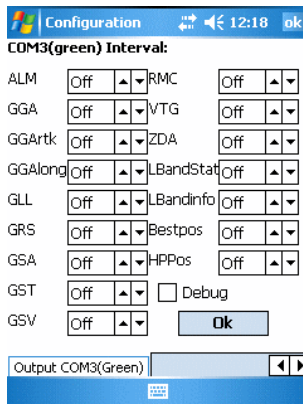 Configuration 12:18 ok
COM3(green) Interval:
ALM Off RMC Off
GGA Off VTG Off
GGArtk Off ZDA Off
GGAlong Off LBandStat Off
GLL Off LBandinfo Off
GRS Off Bestpos Off
GSA Off HPPos Off
GST Off Debug
GSV Off Ok
Output COM3(Green)